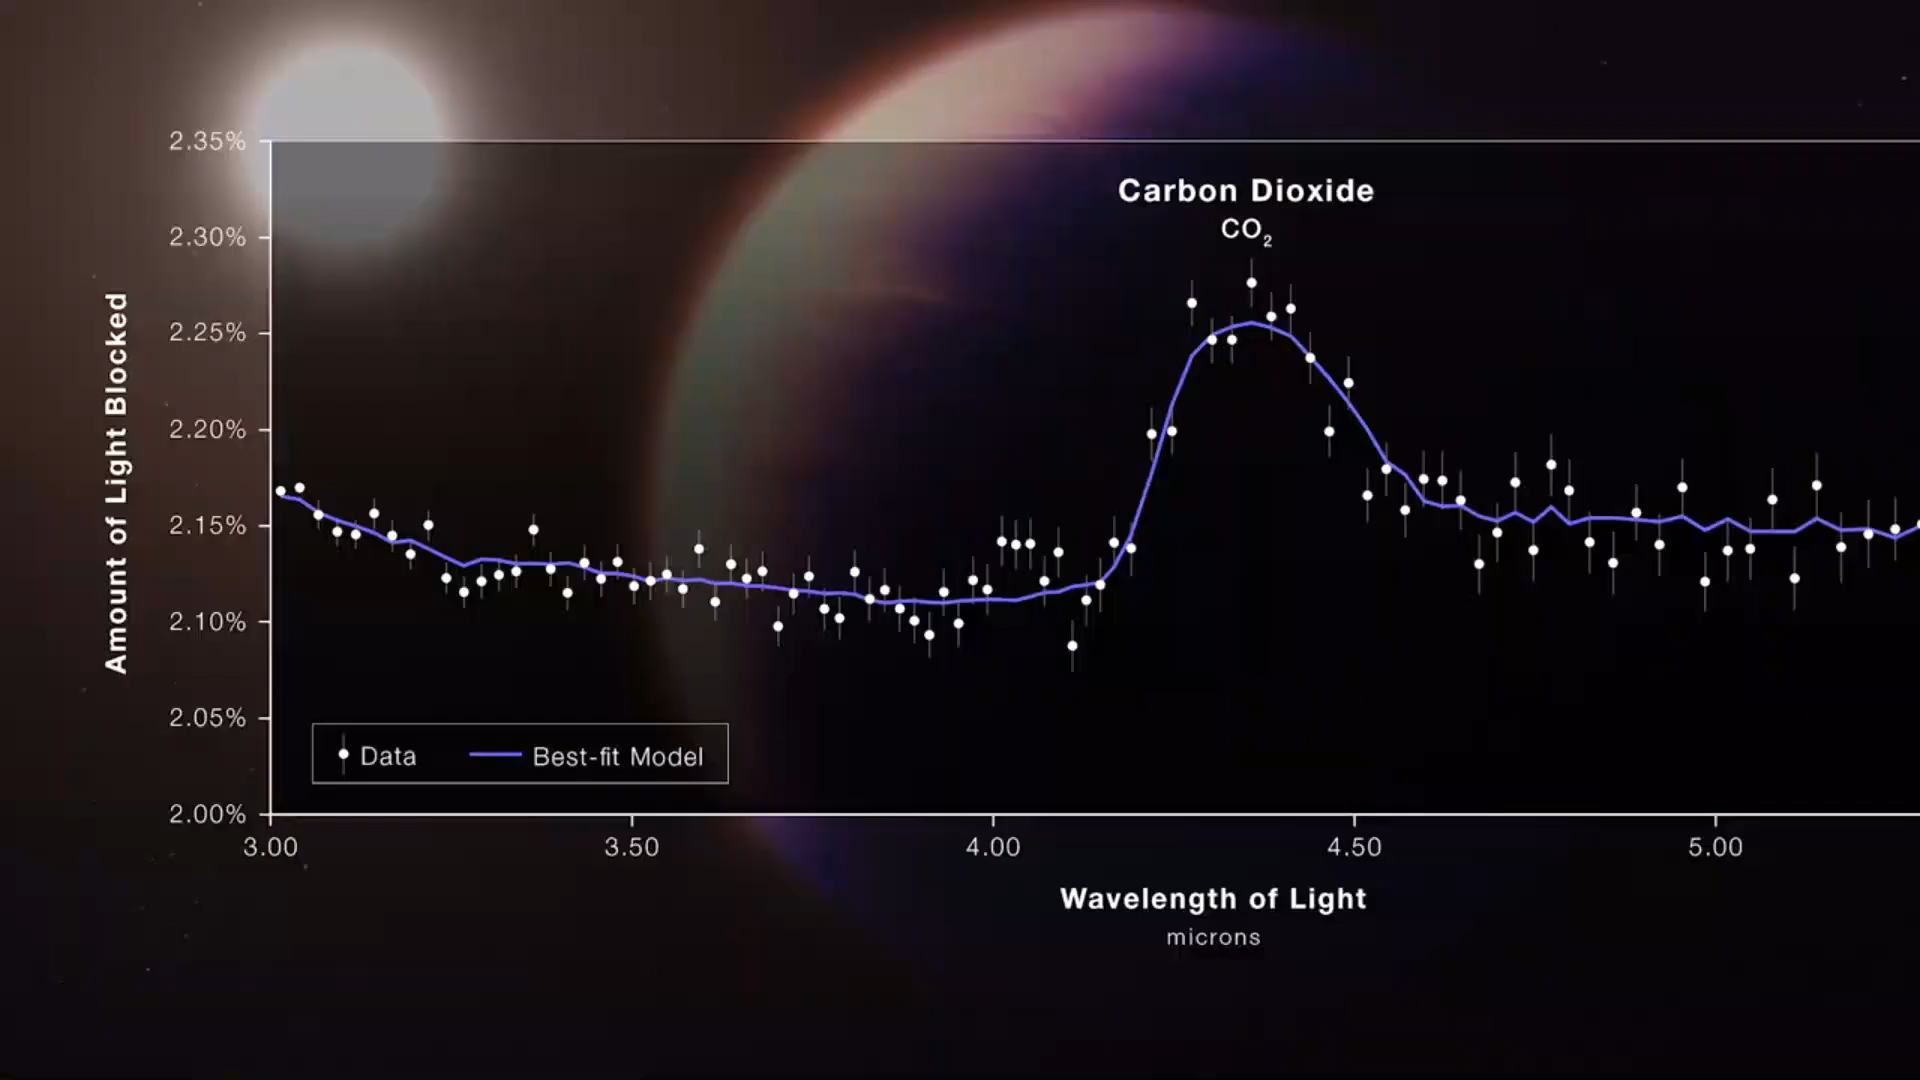 2.35%
2.30%
2.25%
2.20%
2.15%
2.10%
2.05%
2.00%
Amount of Light Blocked
Carbon Dioxide
CO₂
Data
Best-fit Model
3.00
3.50
4.00
4.50
5.00
Wavelength of Light
microns